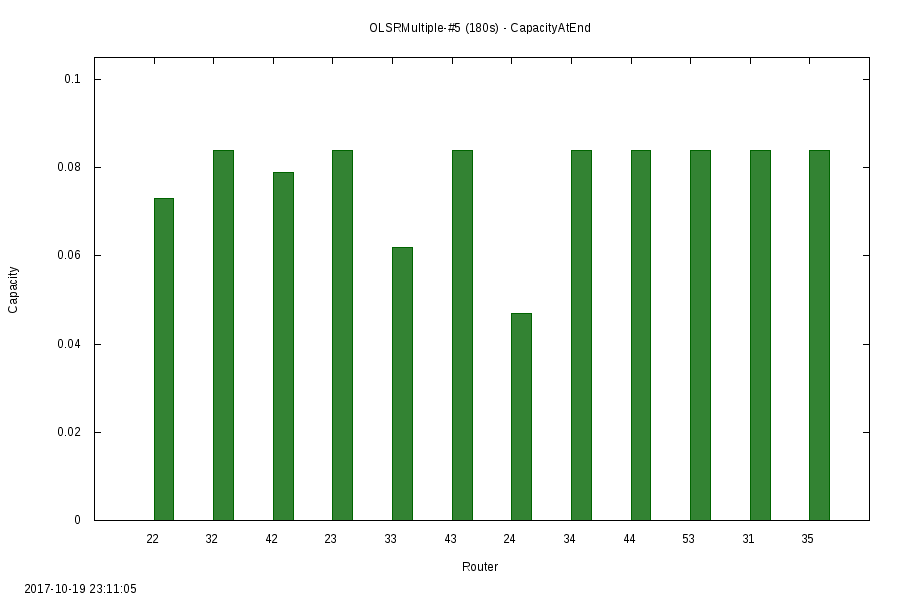 OLSRMultiple-#5 (180s) - CapacityAtEnd
0.1
0.08
0.06
0.04
0.02
0
Capacity
22 32 42 23 33 43 24 34 44 53 31 35
Router
2017-10-19 23:11:05